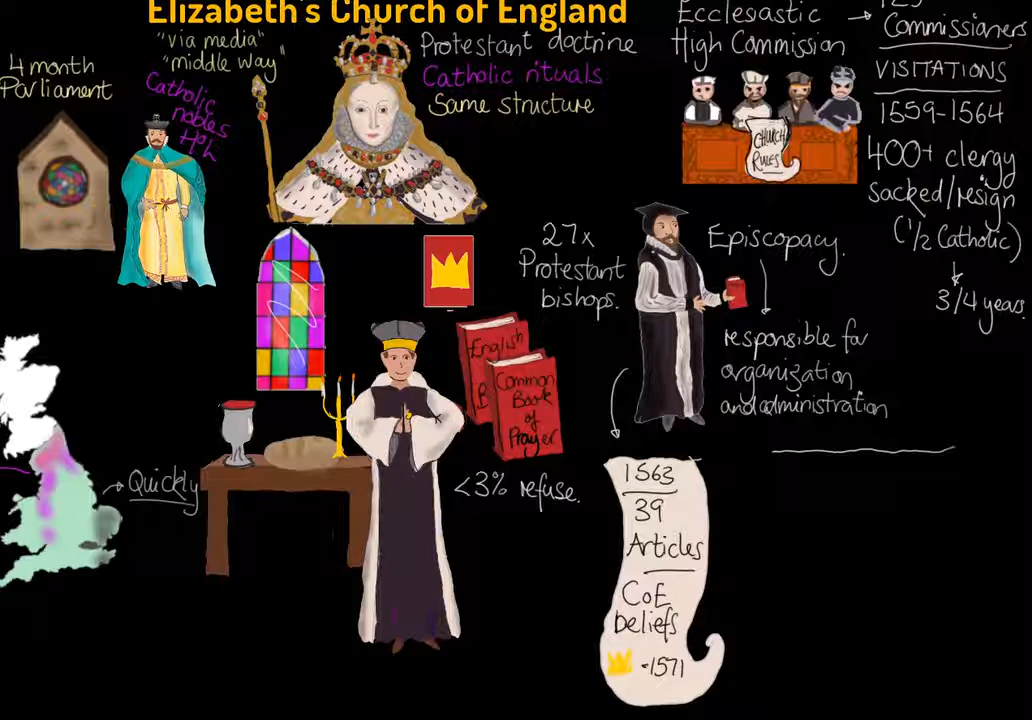 Elizabeth's Church of England
"via media"
"middle way"
4 month
Parliament
Catholic
nobles
HoL
Protestant doctrine
Catholic rituals
Same structure
Ecclesiastic
High Commission
Commissioners
VISITATIONS
1559-1564
400+ clergy
sacked/resign
(1/2 Catholic)
3/4 years
CHURCH
RULES
27x
Protestant
bishops.
Episcopacy.
responsible for
organization
and administration
English
B
Common
Book
of
Prayer
<3% refuse.
Quickly
1563
39
Articles
CoE
beliefs
-1571